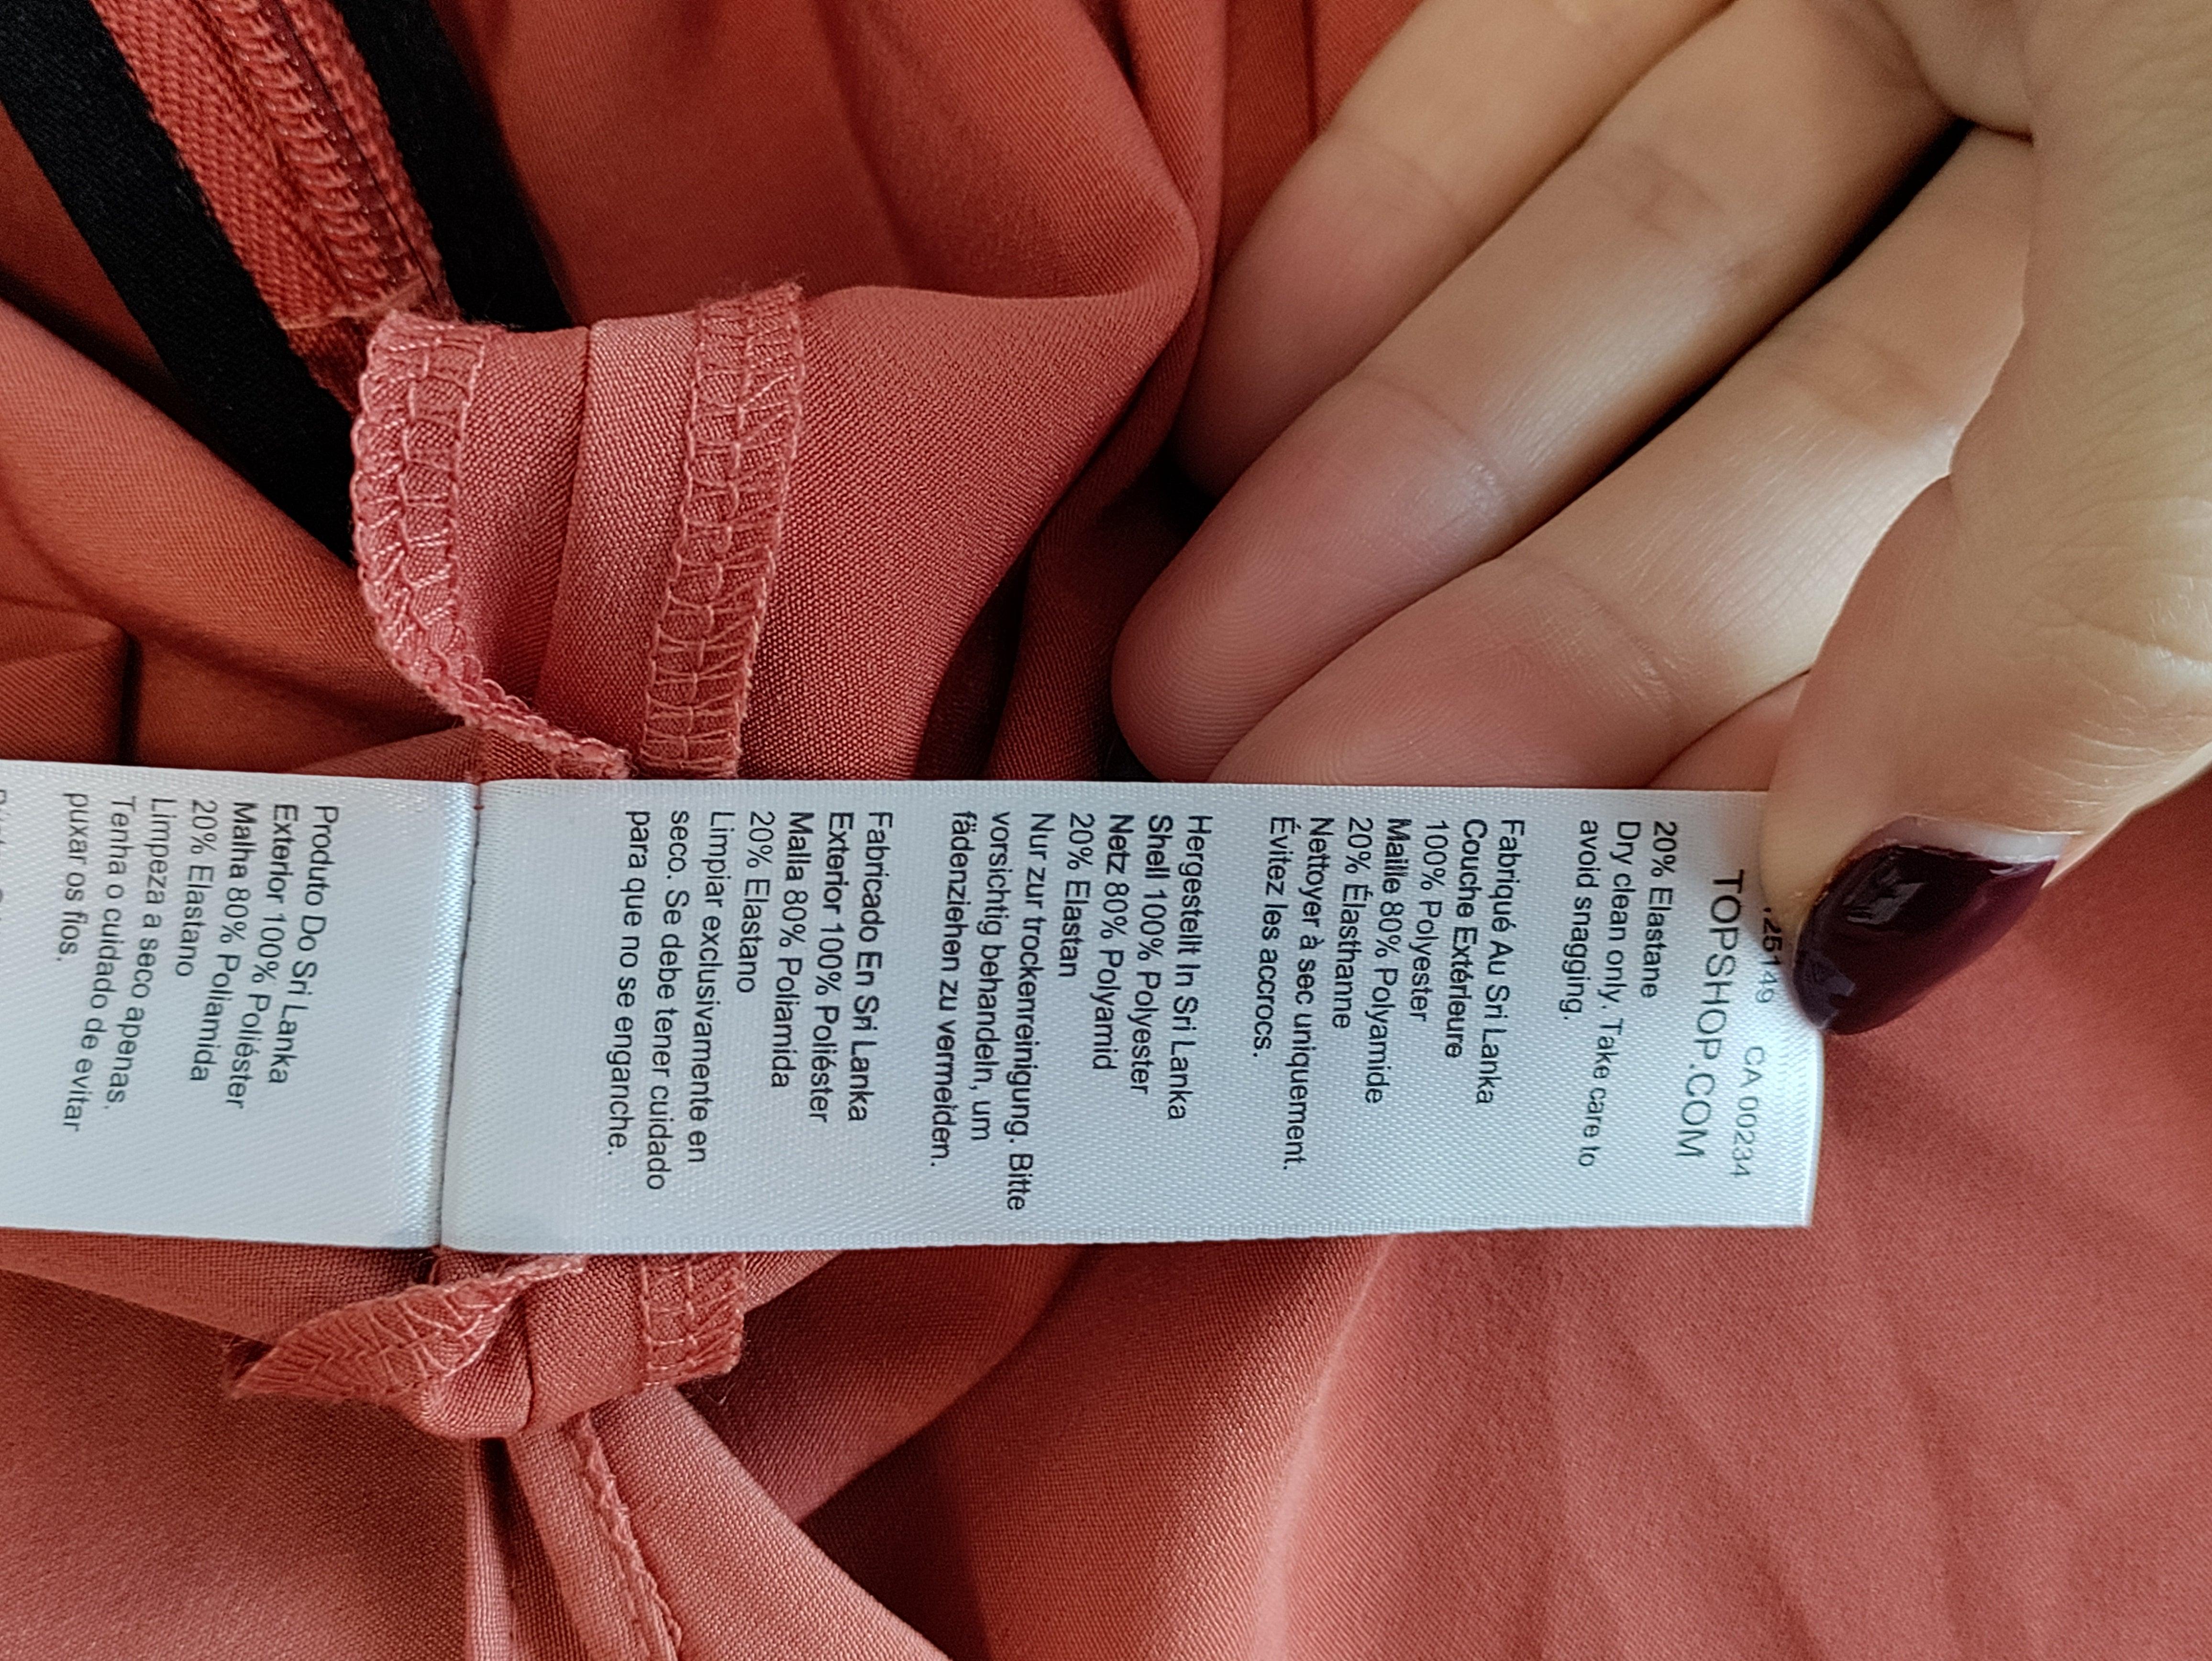 CA 00234
TOPSHOP.COM
20% Elastane
Dry clean only. Take care to
avoid snagging.
Fabriqué Au Sri Lanka
Couche Extérieure
100% Polyester
Maille 80% Polyamide
20% Élasthanne
Nettoyer à sec uniquement.
Évitez les accrocs.
Hergestellt In Sri Lanka
Shell 100% Polyester
Netz 80% Polyamid
20% Elastan
Nur zur trockenreinigung. Bitte
vorsichtig behandeln, um
fädenziehen zu vermeiden.
Fabricado En Sri Lanka
Exterior 100% Poliéster
Malla 80% Poliamida
20% Elastano
Limpiar exclusivamente en
seco. Se debe tener cuidado
para que no se enganche.
Produto Do Sri Lanka
Exterior 100% Poliéster
Malha 80% Poliamida
20% Elastano
Limpeza a seco apenas.
Tenha o cuidado de evitar
puxar os fios.